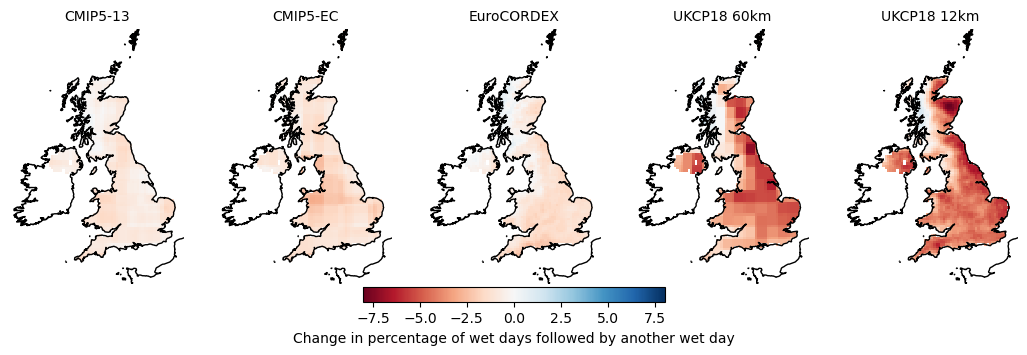 CMIP5-13 CMIP5-EC EuroCORDEX UKCP18 60km UKCP18 12km
−7.5 −5.0 −2.5 0.0 2.5 5.0 7.5
Change in percentage of wet days followed by another wet day